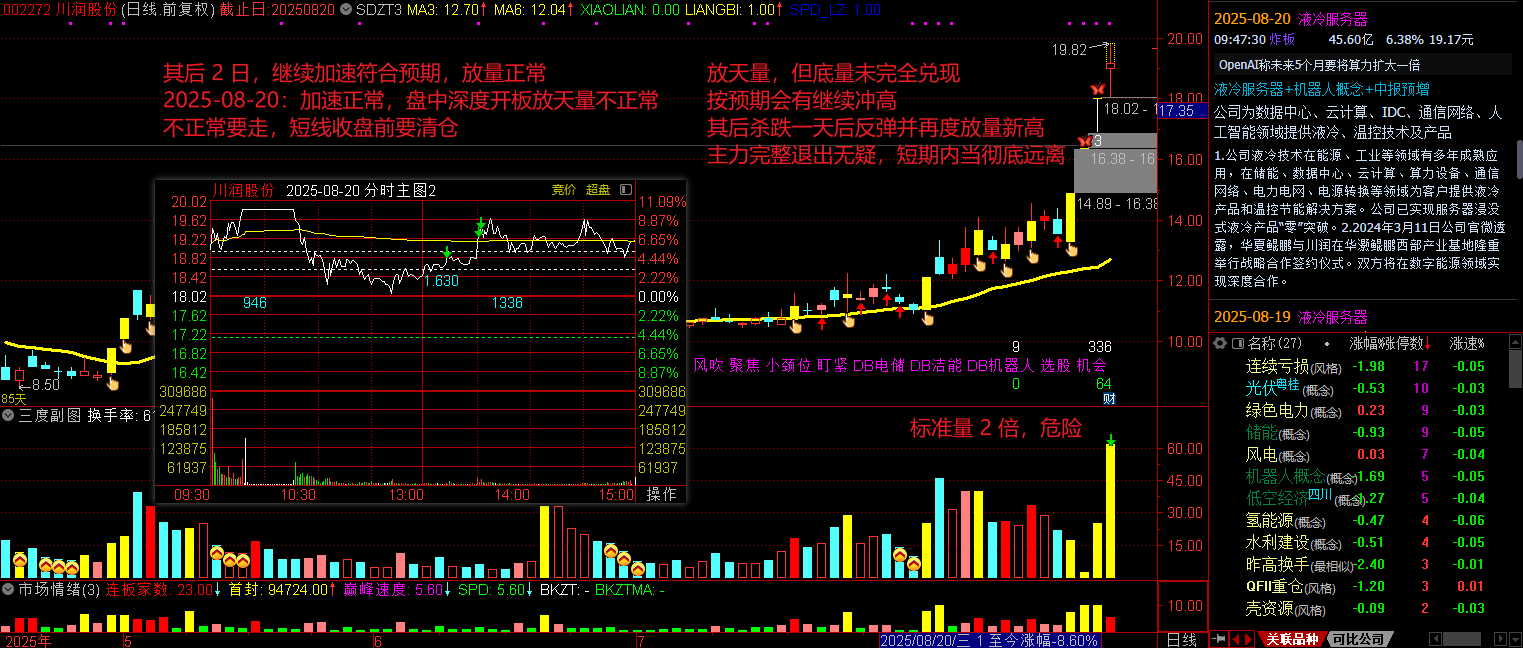 002272 川润股份 (日线.前复权) 截止日:20250820 SDZT3 MA3: 12.70↑ MA6: 12.04↑ XIAOLIAN: 0.00 LIANGBI: 1.00↑ SPD_LZ 1.00
其后 2 日，继续加速符合预期，放量正常
2025-08-20：加速正常，盘中深度开板放天量不正常
不正常要走，短线收盘前要清仓
放天量，但底量未完全兑现
按预期会有继续冲高
其后杀跌一天后反弹并再度放量新高
主力完整退出无疑，短期内当彻底远离
19.82
18.02 - 1
3
16.38 - 16
14.89 - 16.38
20.00
18.00
17.35
16.00
14.00
12.00
10.00
川润股份 2025-08-20 分时主图2 竞价 超盘
20.02 11.09%
19.62 8.87%
19.22 6.65%
18.82 4.44%
18.42 2.22%
18.02 0.00%
17.62 2.22%
17.22 4.44%
16.82 6.65%
16.42 8.87%
309686 309686
247749 247749
185812 185812
123875 123875
61937 61937
946
1.630
1336
09:30 10:30 13:00 14:00 15:00 操作
←8.50
85天
9 336
风吹 聚焦 小颈位 盯紧 DB电储 DB洁能 DB机器人 选股 机会
0 64
财
三度副图 换手率: 6
标准量 2 倍，危险
60.00
45.00
30.00
15.00
市场情绪(3) 连板家数: 23.00↓ 首封: 94724.00↑ 巅峰速度: 5.60↓ SPD: 5.60↓ BKZT: - BKZTMA: -
10.00
2025年 5 6 7 2025/08/20/三 1 至今涨幅-8.60% 日线
2025-08-20 液冷服务器
09:47:30 炸板 45.60亿 6.38% 19.17元
OpenAI称未来5个月要将算力扩大一倍
液冷服务器+机器人概念+中报预增
公司为数据中心、云计算、IDC、通信网络、人
工智能领域提供液冷、温控技术及产品
1.公司液冷技术在能源、工业等领域有多年成熟应
用，在储能、数据中心、云计算、算力设备、通信
网络、电力电网、电源转换等领域为客户提供液冷
产品和温控节能解决方案。公司已实现服务器浸没
式液冷产品“零”突破。2.2024年3月11日公司官微透
露，华夏鲲鹏与川润在华灏鲲鹏西部产业基地隆重
举行战略合作签约仪式。双方将在数字能源领域实
现深度合作。
2025-08-19 液冷服务器
名称(27) • 涨幅% 涨停数↓ 涨速%
连续亏损(风格) -1.98 17 -0.05
光伏粤桂(概念) -0.53 10 -0.03
绿色电力(概念) 0.23 9 -0.03
储能(概念) -0.93 9 -0.05
风电(概念) 0.03 7 -0.04
机器人概念(概念) -1.69 5 -0.05
低空经济四川(概念) -1.27 5 -0.04
氢能源(概念) -0.47 4 -0.06
水利建设(概念) -0.51 4 -0.05
昨高换手(最相似) -2.40 3 -0.01
QFII重仓(风格) -1.20 3 0.01
壳资源(风格) -0.09 2 -0.03
关联品种 可比公司